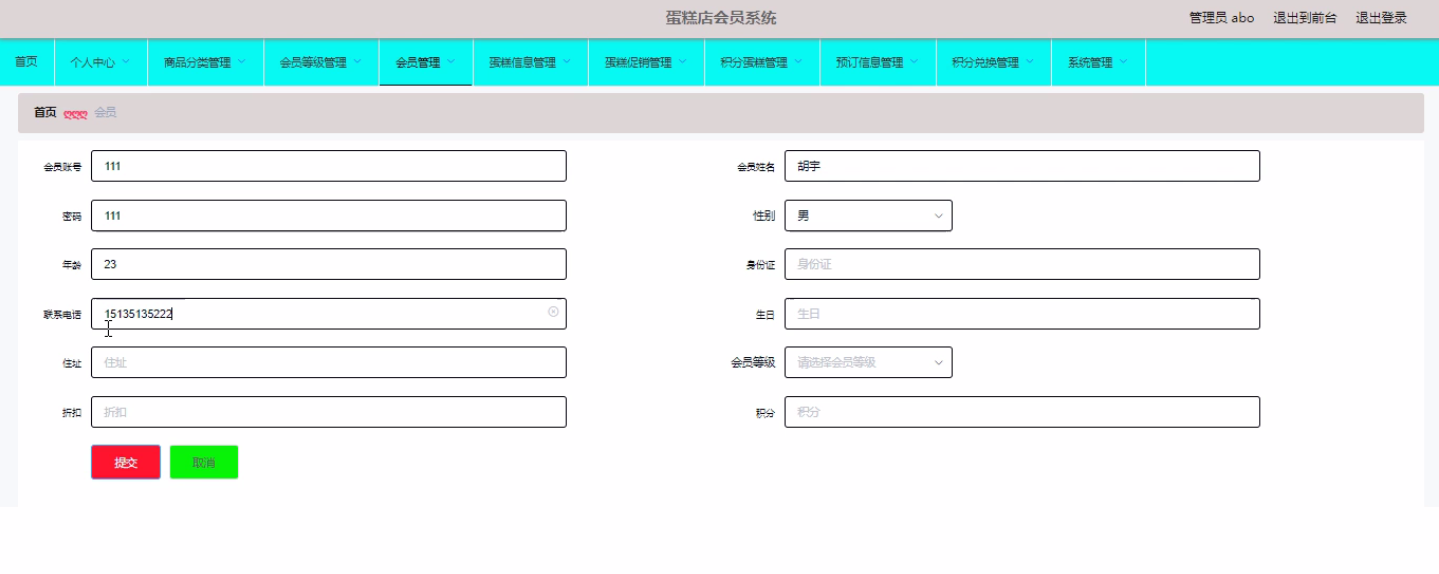 蛋糕店会员系统
管理员 abo 退出到前台 退出登录
首页 个人中心 商品分类管理 会员等级管理 会员管理 蛋糕信息管理 蛋糕促销管理 积分蛋糕管理 预订信息管理 积分兑换管理 系统管理
首页 会员
会员账号 111 会员姓名 胡宇
密码 111 性别 男
年龄 23 身份证 身份证
联系电话 15135135222 生日 生日
住址 住址 会员等级 请选择会员等级
折扣 折扣 积分 积分
提交 取消